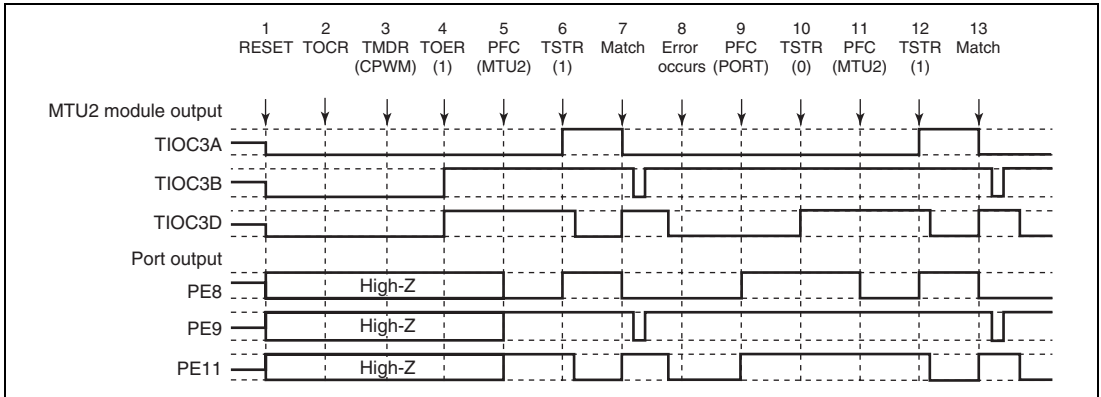 1 2 3 4 5 6 7 8 9 10 11 12 13
RESET TOCR TMDR TOER PFC TSTR Match Error PFC TSTR PFC TSTR Match
(CPWM) (1) (MTU2) (1) occurs (PORT) (0) (MTU2) (1)
MTU2 module output
TIOC3A
TIOC3B
TIOC3D
Port output
PE8 High-Z
PE9 High-Z
PE11 High-Z